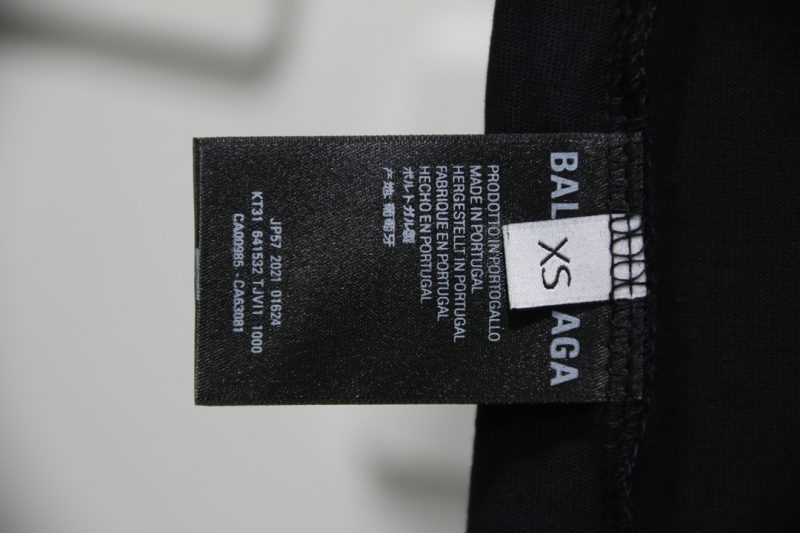 BAL AGA
XS
PRODOTTO IN PORTOGALLO
MADE IN PORTUGAL
HERGESTELLT IN PORTUGAL
FABRIQUE EN PORTUGAL
HECHO EN PORTUGAL
ポルトガル製
产地:葡萄牙
JP57 2021 01624
KT31 641532 TJVI1 1000
CA00985 CA63081